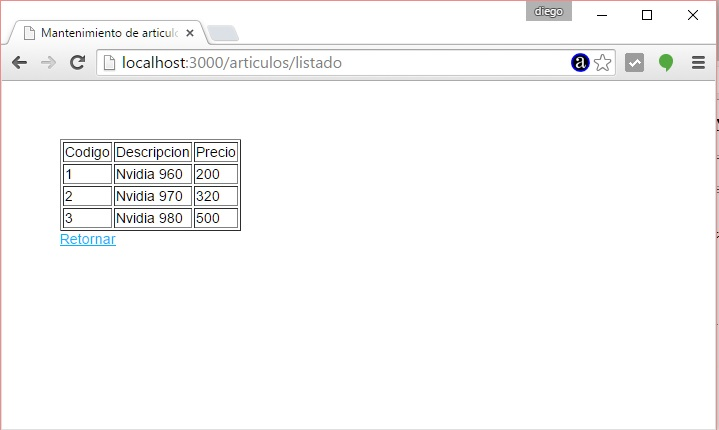 diego
Mantenimiento de articulo
localhost:3000/articulos/listado
a
Codigo Descripcion Precio
1 Nvidia 960 200
2 Nvidia 970 320
3 Nvidia 980 500
Retornar